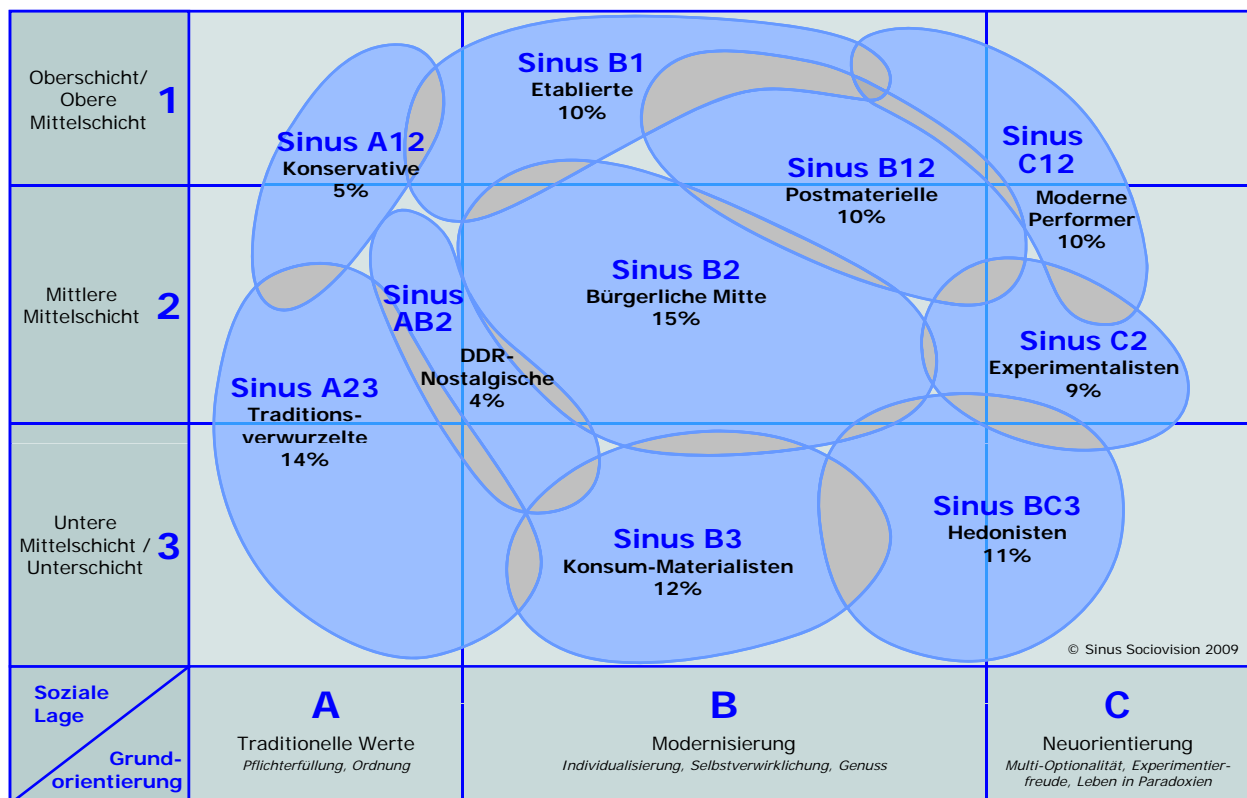 Oberschicht/
Obere
Mittelschicht
1
Mittlere
Mittelschicht
2
Untere
Mittelschicht /
Unterschicht
3
Sinus B1
Etablierte
10%
Sinus A12
Konservative
5%
Sinus B12
Postmaterielle
10%
Sinus
C12
Moderne
Performer
10%
Sinus
AB2
DDR-
Nostalgische
4%
Sinus B2
Bürgerliche Mitte
15%
Sinus C2
Experimentalisten
9%
Sinus A23
Traditions-
verwurzelte
14%
Sinus B3
Konsum-Materialisten
12%
Sinus BC3
Hedonisten
11%
© Sinus Sociovision 2009
Soziale
Lage
Grund-
orientierung
A
Traditionelle Werte
Pflichterfüllung, Ordnung
B
Modernisierung
Individualisierung, Selbstverwirklichung, Genuss
C
Neuorientierung
Multi-Optionalität, Experimentier-
freude, Leben in Paradoxien